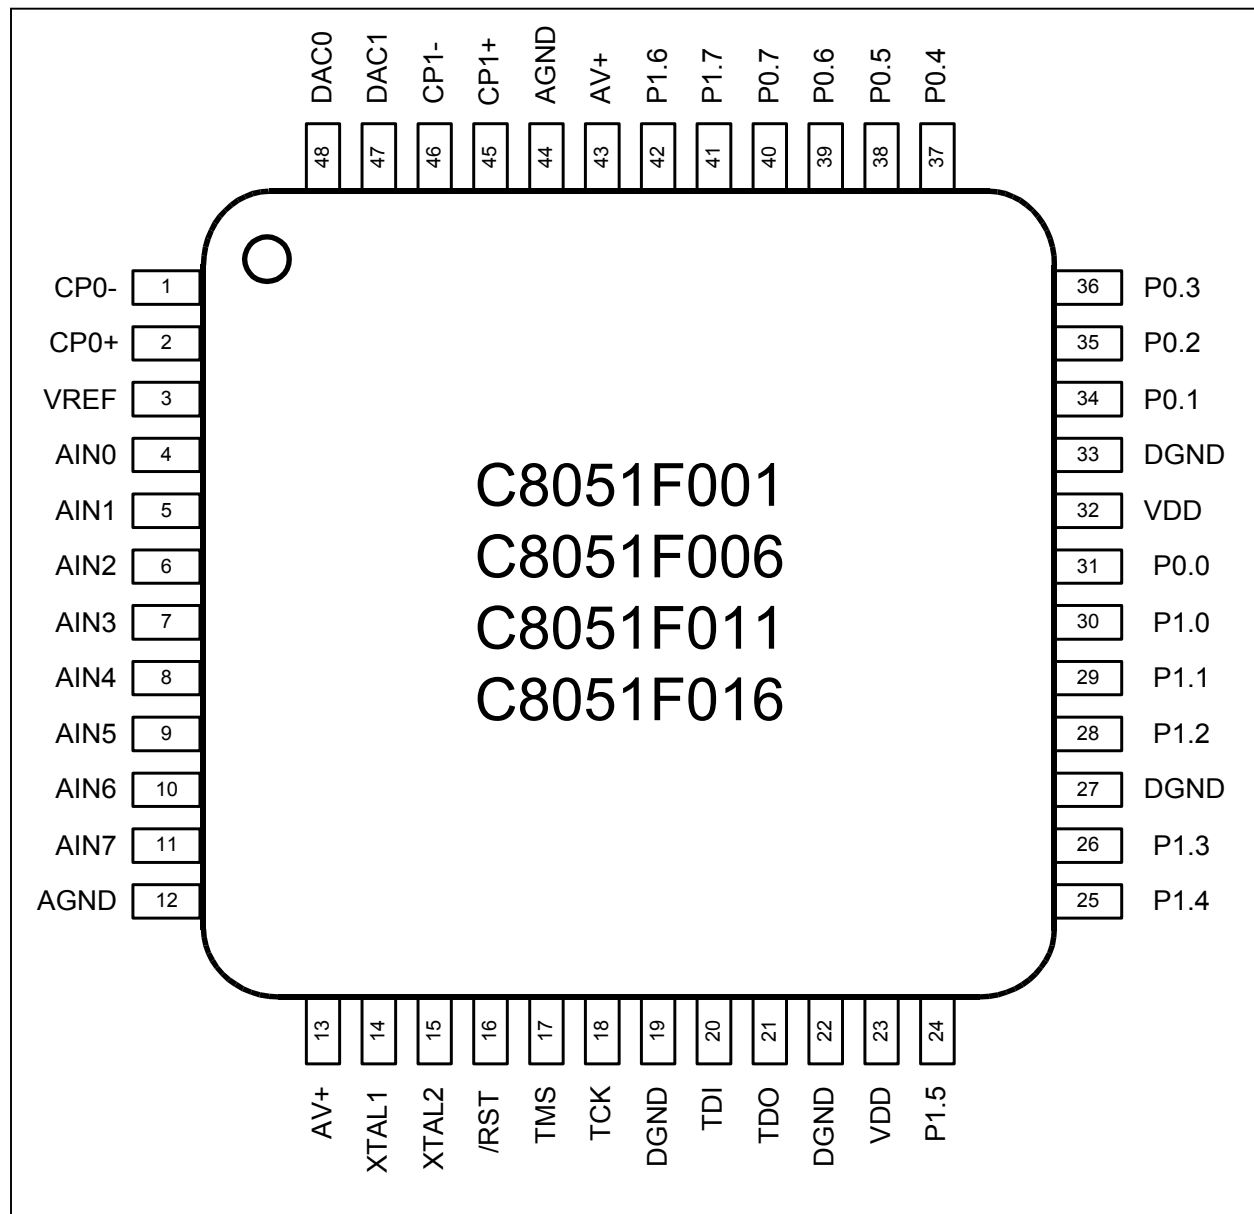 DAC0 DAC1 CP1- CP1+ AGND AV+ P1.6 P1.7 P0.7 P0.6 P0.5 P0.4
48 47 46 45 44 43 42 41 40 39 38 37
CP0- 1 36 P0.3
CP0+ 2 35 P0.2
VREF 3 34 P0.1
AIN0 4 33 DGND
AIN1 5 32 VDD
AIN2 6 31 P0.0
AIN3 7 30 P1.0
AIN4 8 29 P1.1
AIN5 9 28 P1.2
AIN6 10 27 DGND
AIN7 11 26 P1.3
AGND 12 25 P1.4
C8051F001
C8051F006
C8051F011
C8051F016
13 14 15 16 17 18 19 20 21 22 23 24
AV+ XTAL1 XTAL2 /RST TMS TCK DGND TDI TDO DGND VDD P1.5